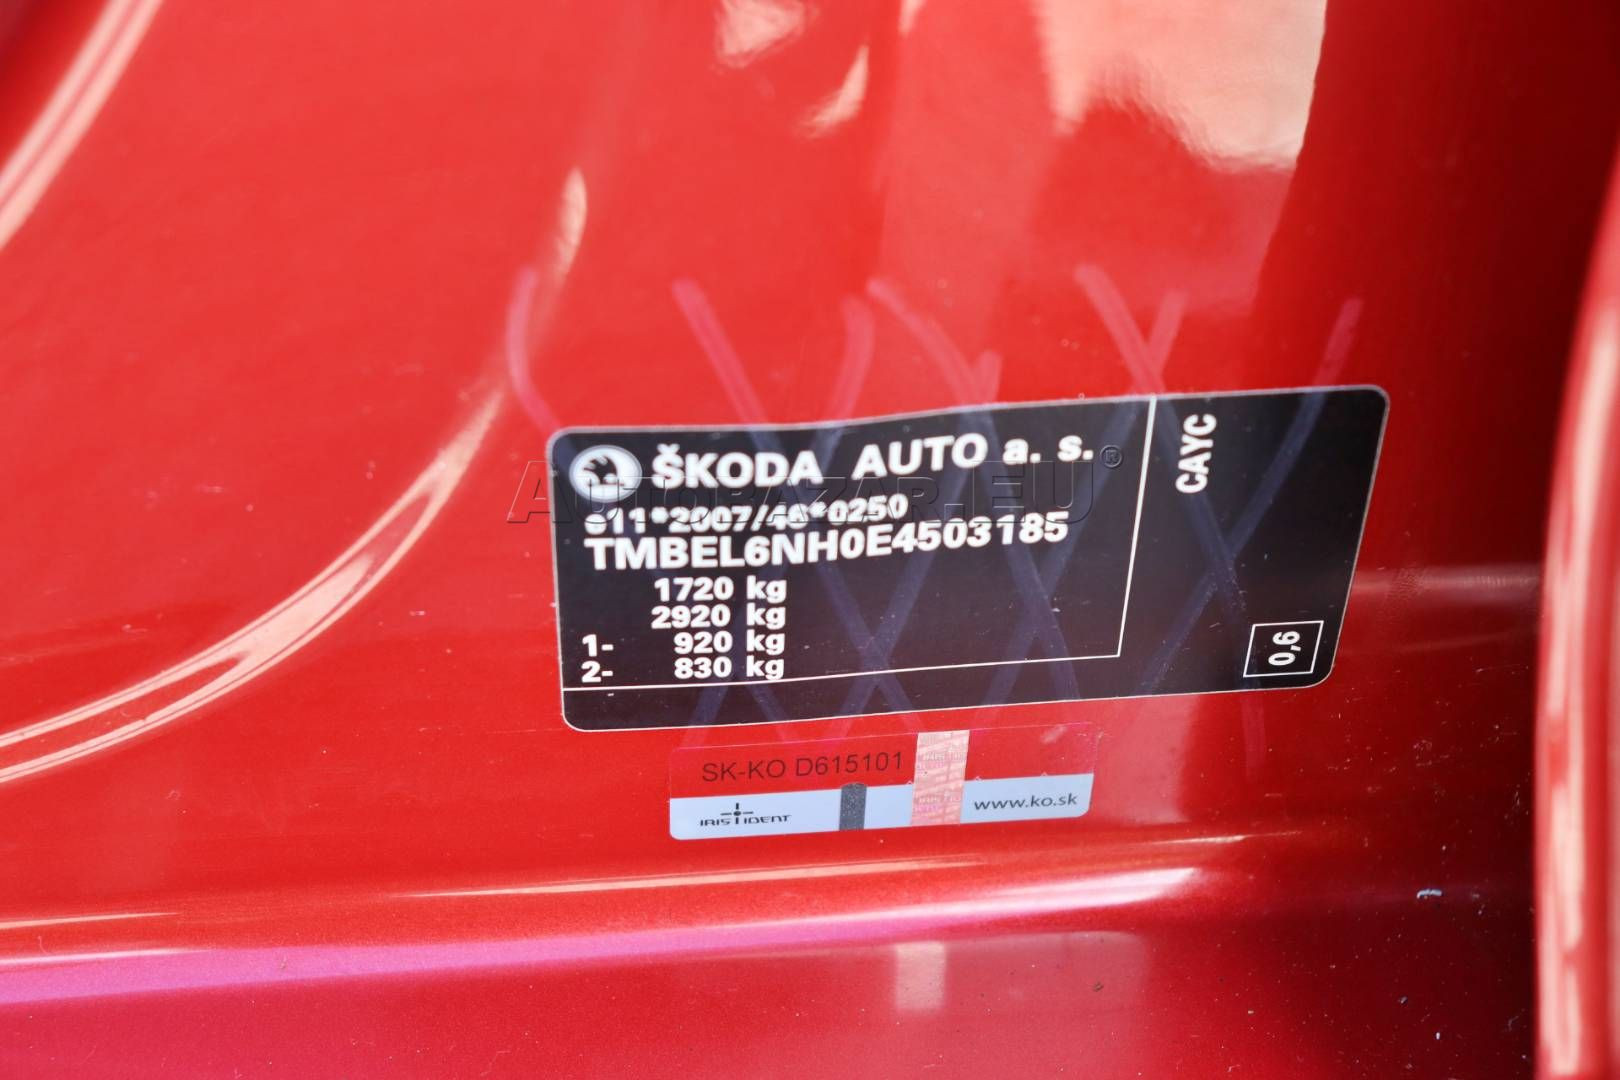 ŠKODA AUTO a. s.
e11*2007/46*0250
TMBEL6NH0E4503185
1720 kg
2920 kg
1- 920 kg
2- 830 kg
CAYC
0,6
AUTOBAZAR.EU®
SK-KO D615101
IRIS IDENT
www.ko.sk